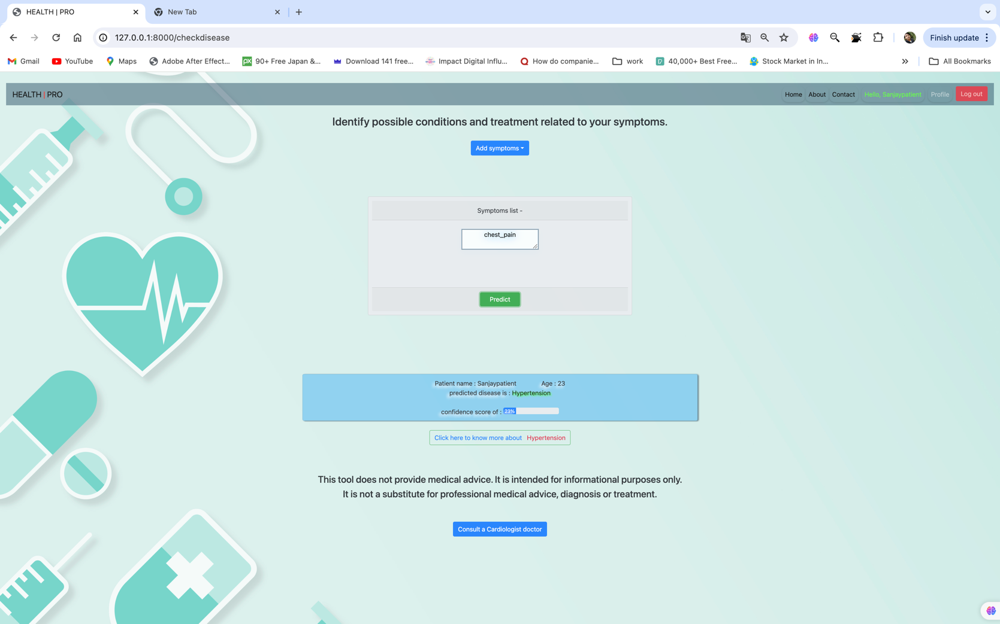 HEALTH | PRO
New Tab
127.0.0.1:8000/checkdisease
Finish update
Gmail
YouTube
Maps
Adobe After Effect...
90+ Free Japan &...
Download 141 free...
Impact Digital Influ...
How do companie...
work
40,000+ Best Free...
Stock Market in In...
All Bookmarks
HEALTH | PRO
Home
About
Contact
Hello, Sanjaypatient
Profile
Log out
Identify possible conditions and treatment related to your symptoms.
Add symptoms
Symptoms list -
chest_pain
Predict
Patient name : Sanjaypatient Age : 23
predicted disease is : Hypertension
confidence score of : 23%
Click here to know more about Hypertension
This tool does not provide medical advice. It is intended for informational purposes only.
It is not a substitute for professional medical advice, diagnosis or treatment.
Consult a Cardiologist doctor